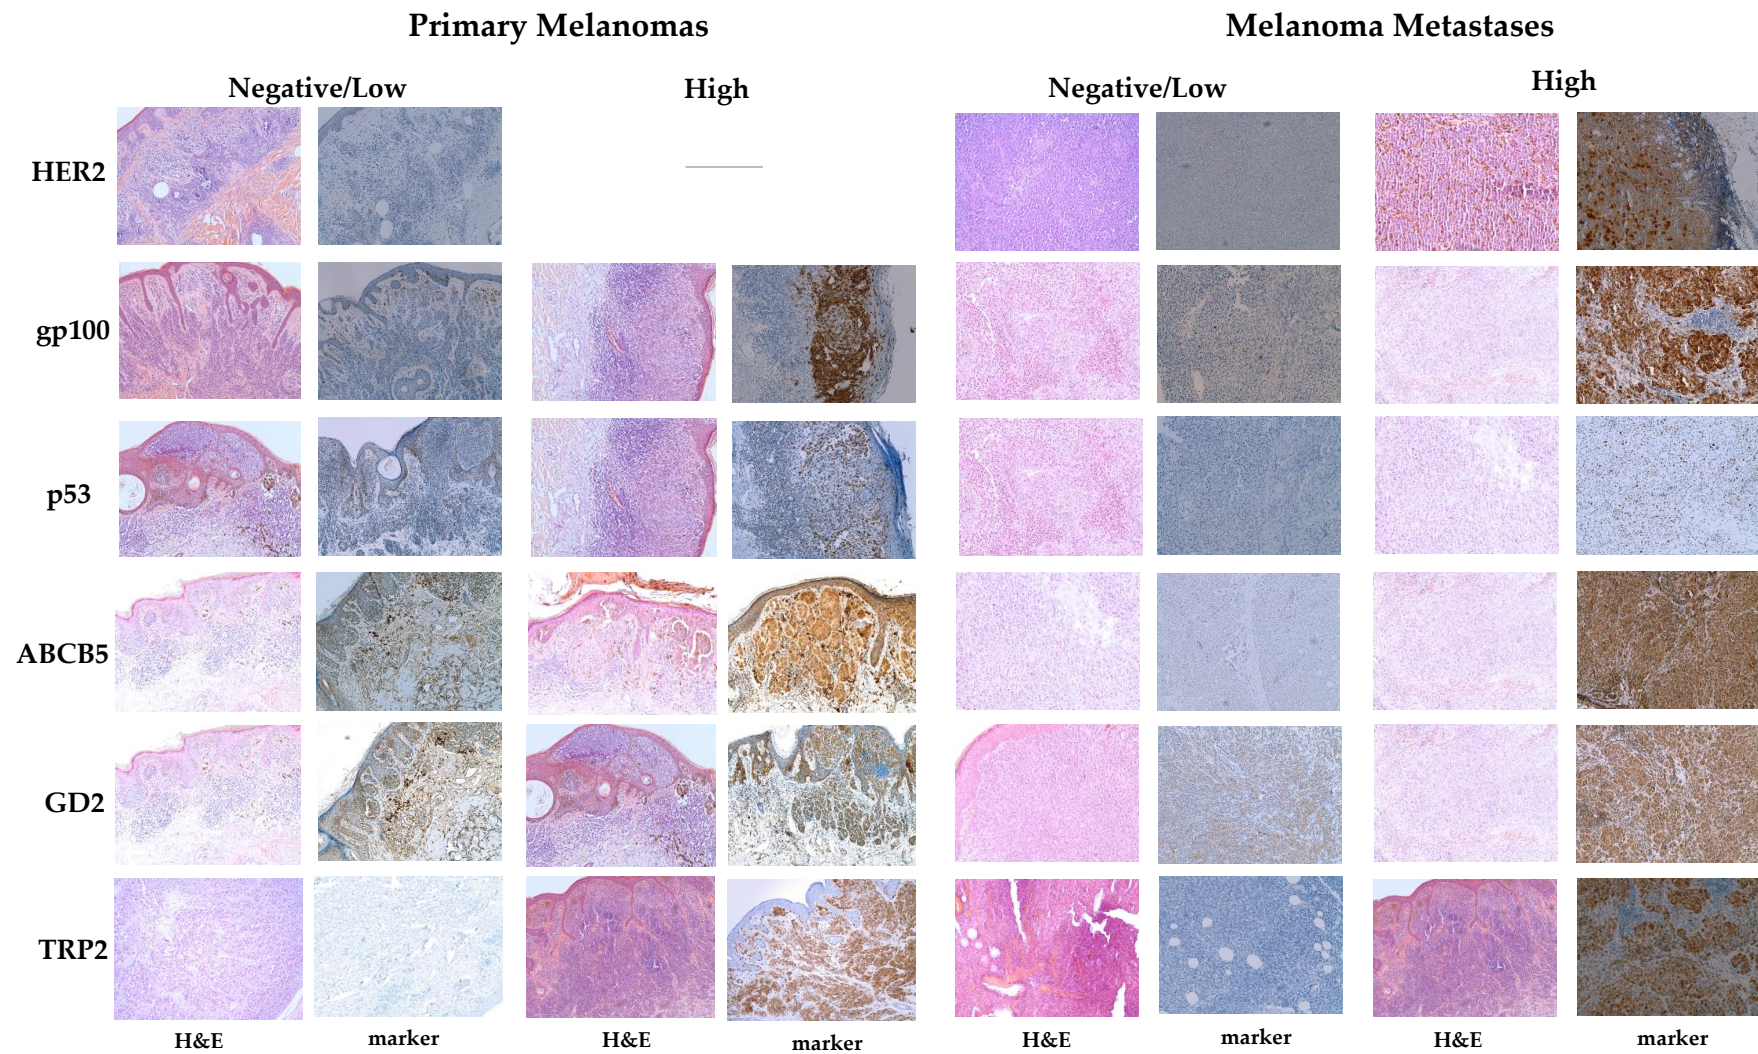 Primary Melanomas Melanoma Metastases
Negative/Low High Negative/Low High
HER2
gp100
p53
ABCB5
GD2
TRP2
H&E marker H&E marker H&E marker H&E marker